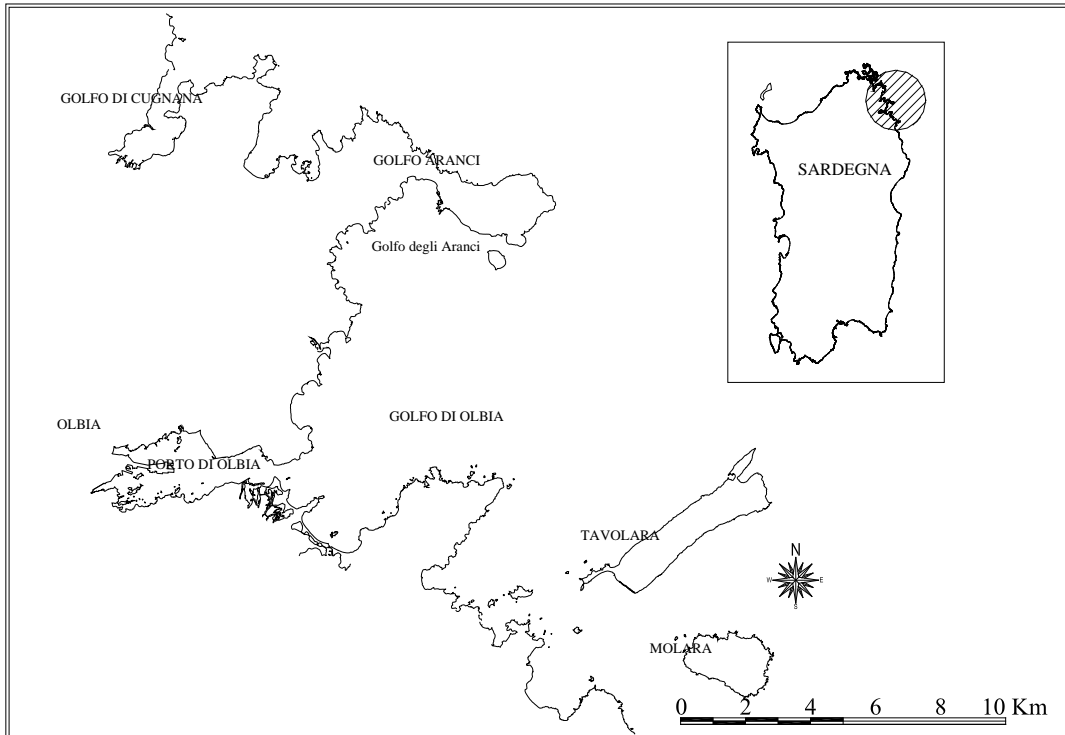 GOLFO DI CUGNANA
GOLFO ARANCI
SARDEGNA
Golfo degli Aranci
GOLFO DI OLBIA
OLBIA
PORTO DI OLBIA
TAVOLARA
N
W E
S
MOLARA
0 2 4 6 8 10 Km